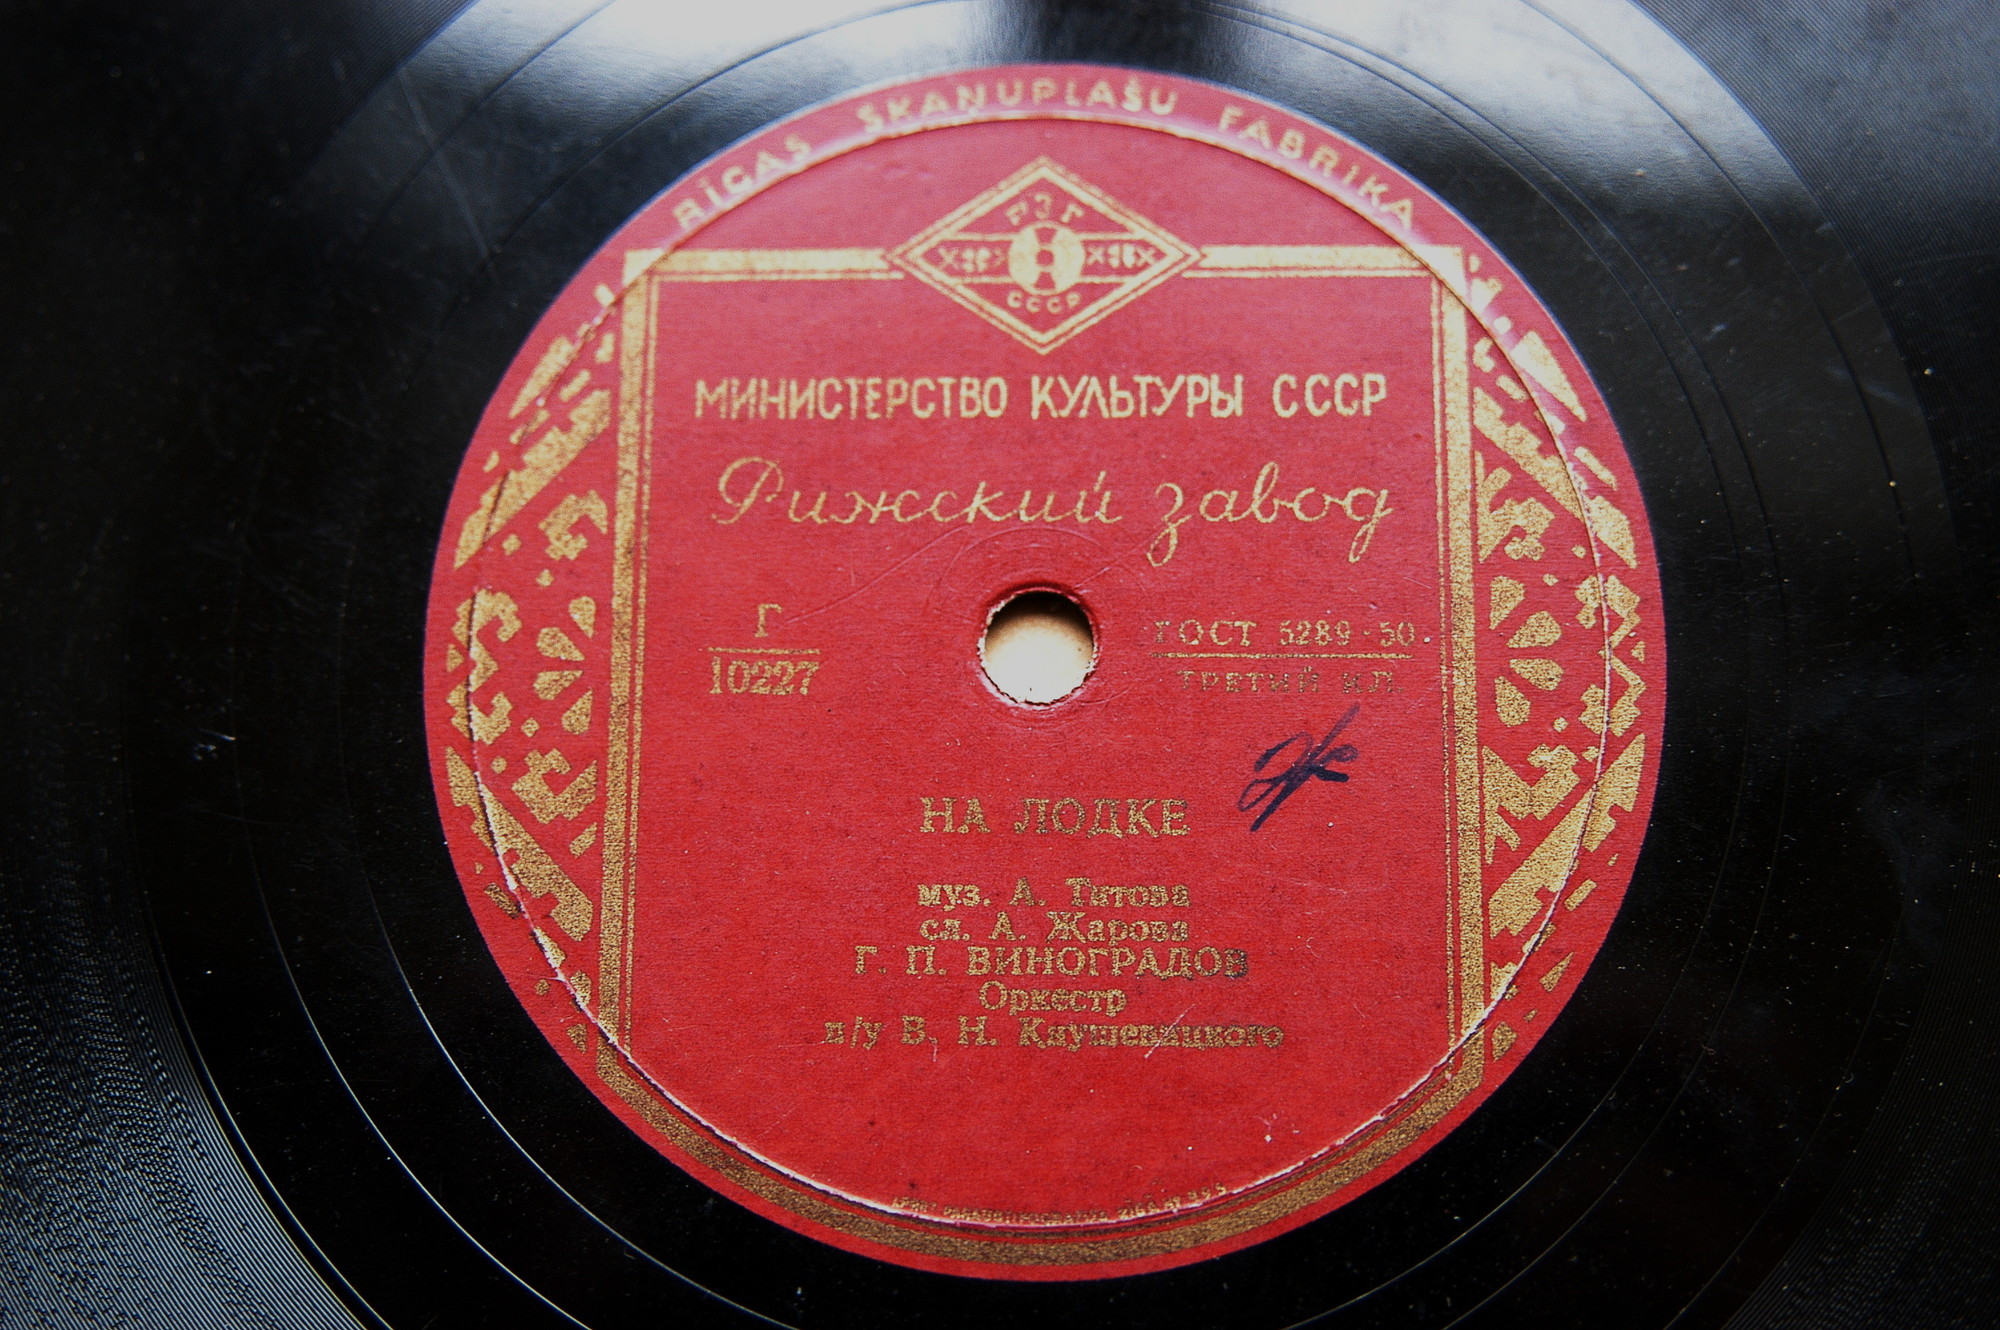 RĪGAS SKAŅUPLAŠU FABRIKA
РЗГ
СССР
МИНИСТЕРСТВО КУЛЬТУРЫ СССР
Рижский завод
Г
10227
ГОСТ 5289-50
ТРЕТИЙ КЛ.
НА ЛОДКЕ
муз. А. Титова
сл. А. Жарова
Г. П. ВИНОГРАДОВ
Оркестр
п/у В. Н. Кнушевицкого